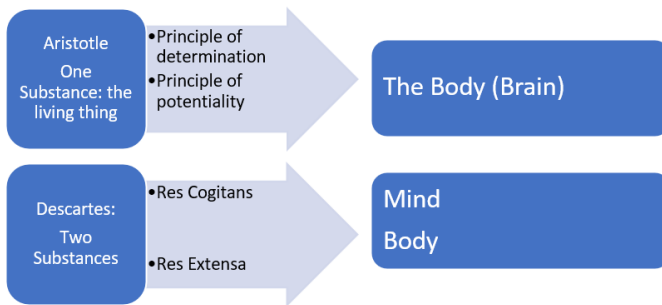 Aristotle
One
Substance: the
living thing
•Principle of
determination
•Principle of
potentiality
The Body (Brain)
Descartes:
Two
Substances
•Res Cogitans
•Res Extensa
Mind
Body